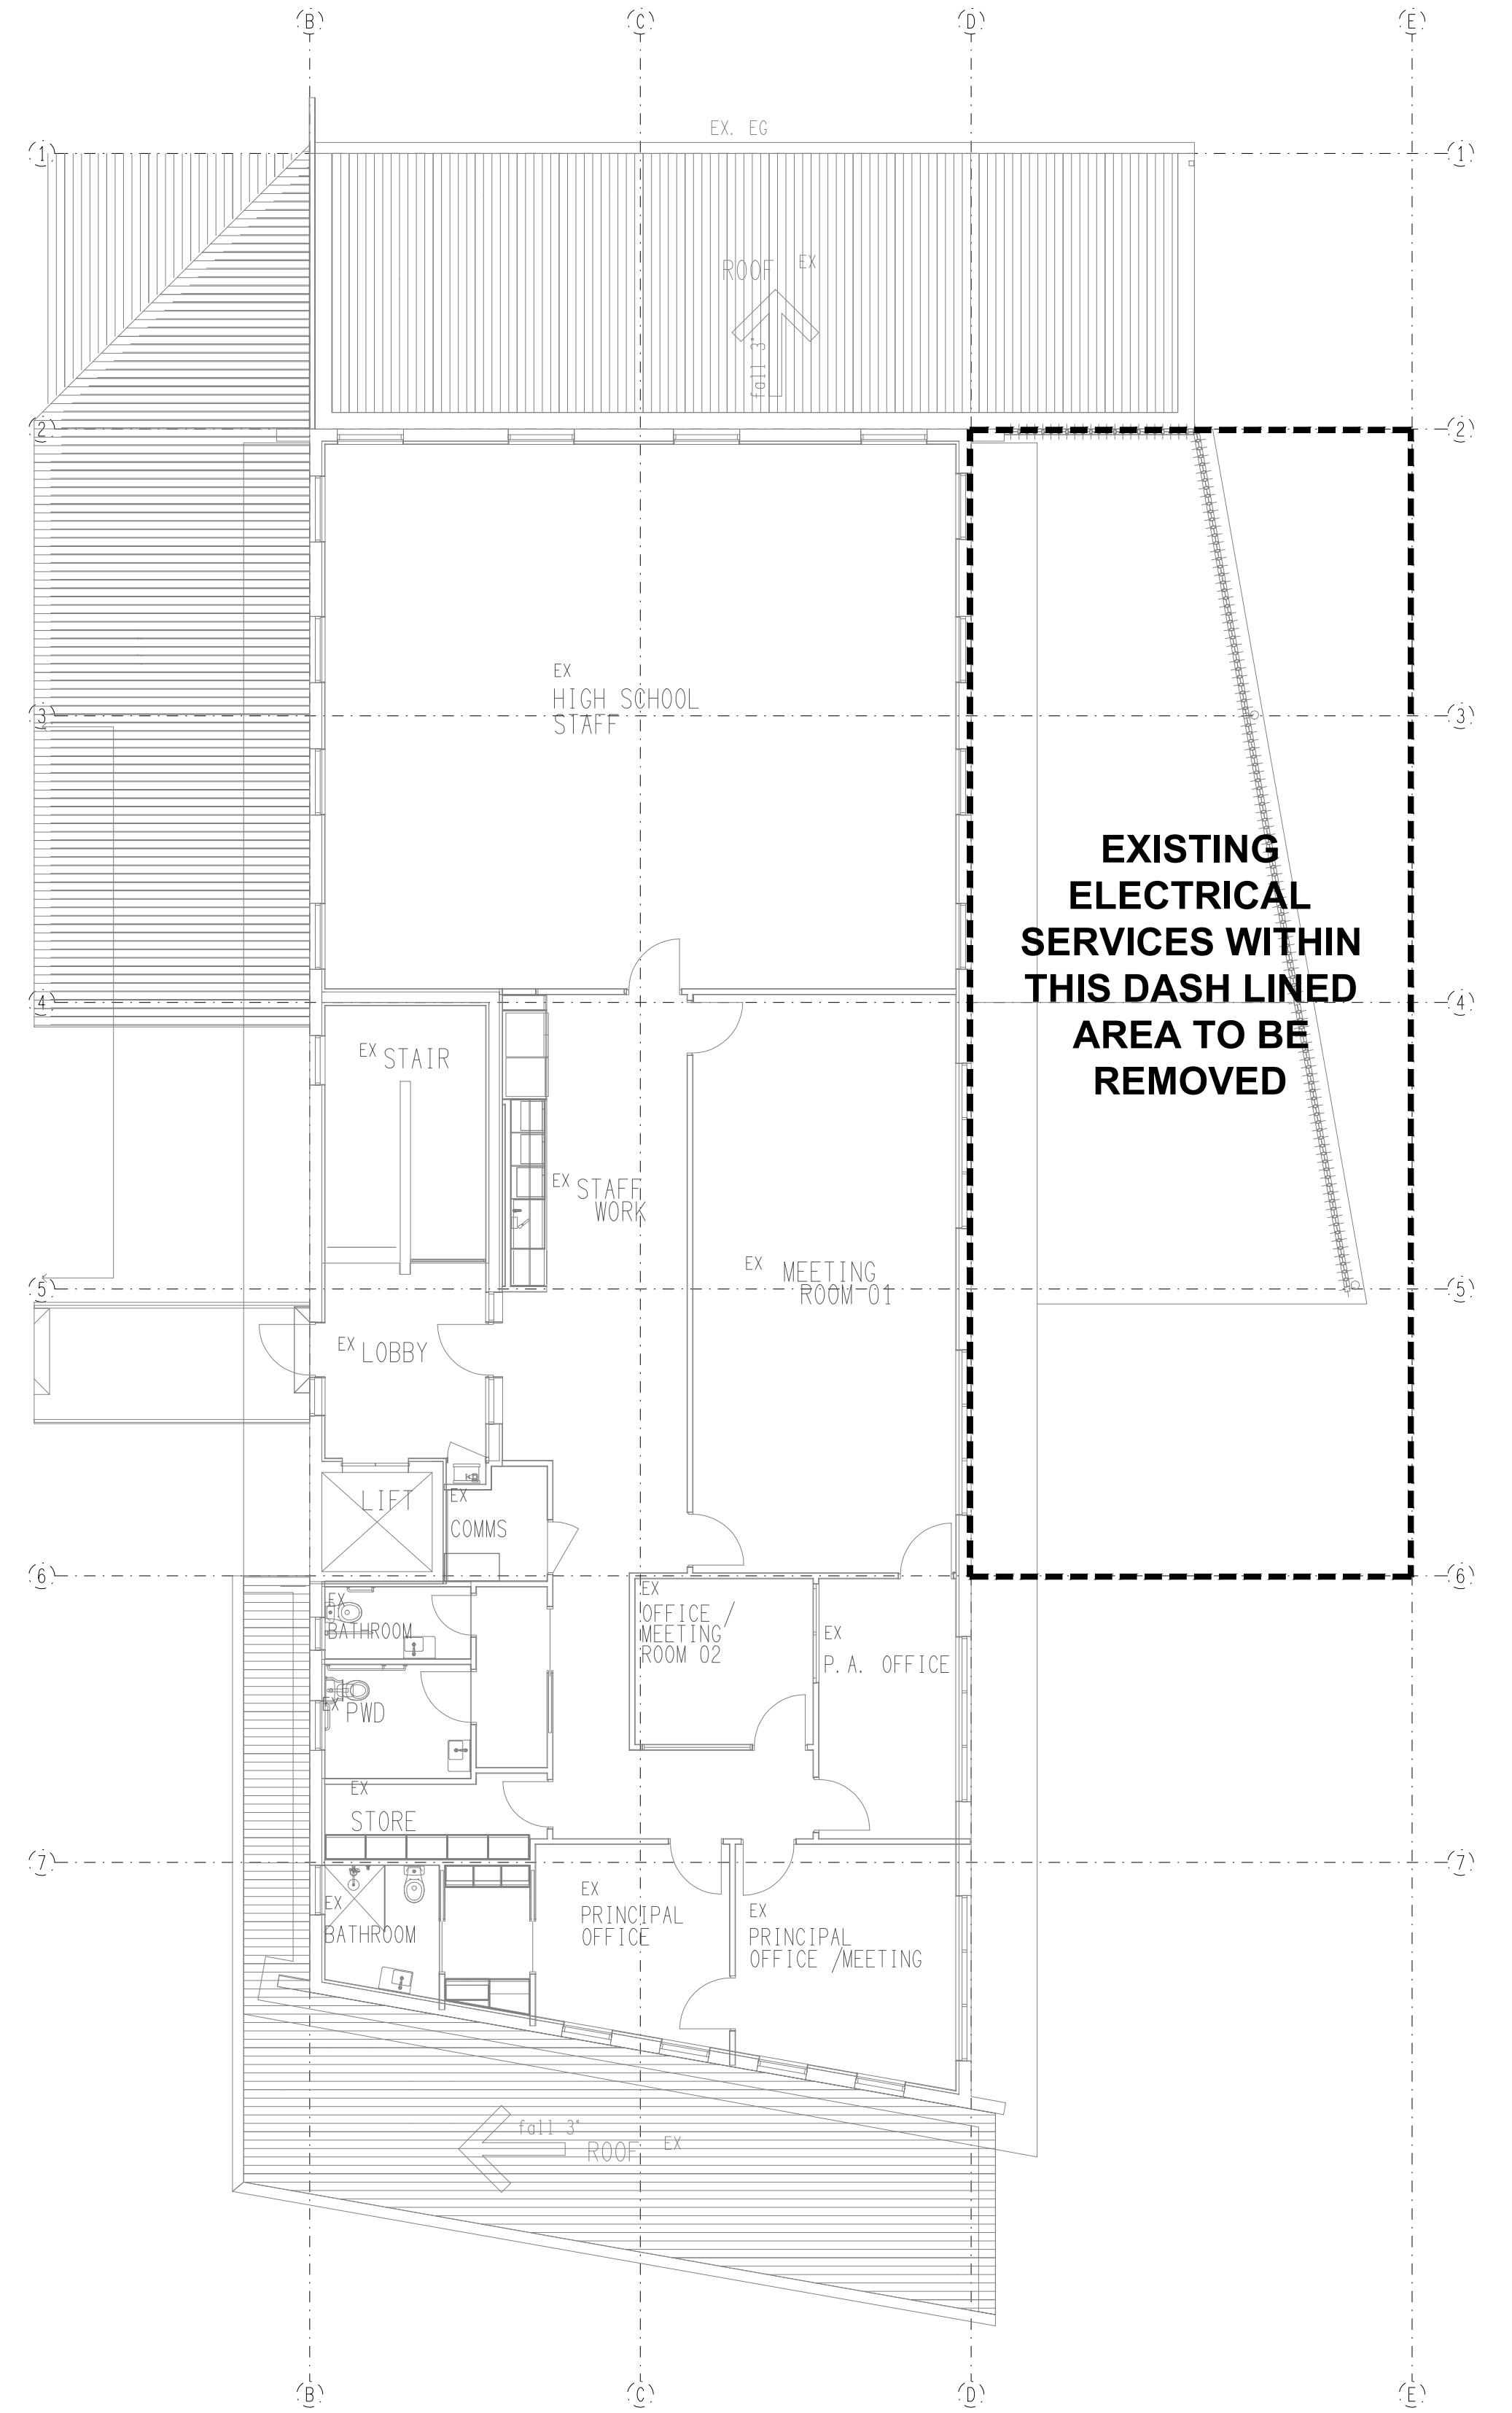 B C D E
EX. EG
1 1
ROOF EX
fall 3°
2 2
EX
HIGH SCHOOL
STAFF
3 3
EXISTING
ELECTRICAL
SERVICES WITHIN
THIS DASH LINED
AREA TO BE
REMOVED
4 4
EX STAIR
EX STAFF
WORK
EX MEETING
ROOM 01
5 5
EX LOBBY
LIFT
EX
COMMS
6 6
EX
BATHROOM
EX
OFFICE /
MEETING
ROOM 02
EX
P.A. OFFICE
EX PWD
EX
STORE
7 7
EX
BATHROOM
EX
PRINCIPAL
OFFICE
EX
PRINCIPAL
OFFICE /MEETING
fall 3°
ROOF EX
B C D E